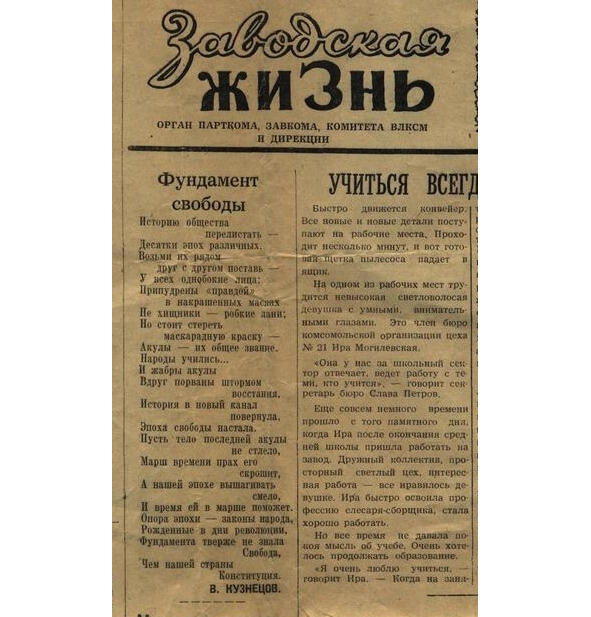 Заводская
жизнь
ОРГАН ПАРТКОМА, ЗАВКОМА, КОМИТЕТА ВЛКСМ
И ДИРЕКЦИИ
Фундамент
свободы
Историю общества
перелистать —
Десятки эпох различных.
Возьми их рядом
друг с другом поставь —
У всех однобокие лица:
Припудрены «правдой»
в накрашенных масках
Не хищники — робкие лани;
Но стоит стереть
маскарадную краску —
Акулы — их общее звание.
Народы учились...
И жабры акулы
Вдруг порваны штормом
восстания,
История в новый канал
повернула,
Эпоха свободы настала.
Пусть тело последней акулы
не стлело,
Марш времени прах его
скрошит,
А нашей эпохе вышагивать
смело,
И время ей в марше поможет.
Опора эпохи — законы народа,
Рожденные в дни революции,
Фундамента тверже не знала
Свобода,
Чем нашей страны
Конституция.
В. КУЗНЕЦОВ.
УЧИТЬСЯ ВСЕГД
Быстро движется конвейер.
Все новые и новые детали посту-
пают на рабочие места. Прохо-
дит несколько минут, и вот гото-
вая щетка пылесоса падает в
ящик.
На одном из рабочих мест тру-
дится невысокая светловолосая
девушка с умными, вниматель-
ными глазами. Это член бюро
комсомольской организации цеха
№ 21 Ира Могилевская.
«Она у нас за школьный сек-
тор отвечает, ведет работу с те-
ми, кто учится», — говорит сек-
ретарь бюро Слава Петров.
Еще совсем немного времени
прошло с того памятного дня,
когда Ира после окончания сред-
ней школы пришла работать на
завод. Дружный коллектив, про-
сторный светлый цех, интерес-
ная работа — все нравилось де-
вушке. Ира быстро освоила про-
фессию слесаря-сборщика, стала
хорошо работать.
Но все время не давала по-
коя мысль об учебе. Очень хоте-
лось продолжать образование.
«Я очень люблю учиться, —
говорит Ира. — Когда на заня-